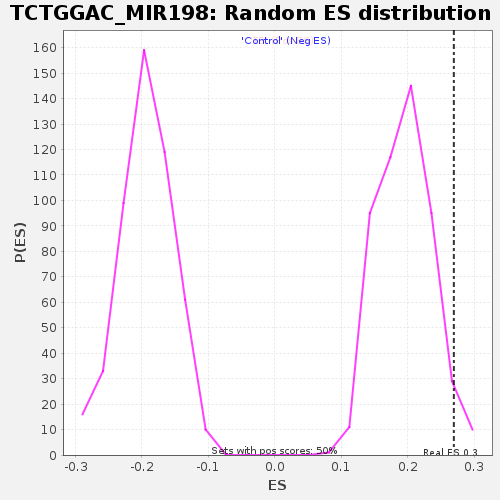 TCTGGAC_MIR198: Random ES distribution
'Control' (Neg ES)
160
150
140
130
120
110
100
90
80
70
60
50
40
30
20
10
0
P(ES)
Sets with pos scores: 50%
Real ES 0.3
-0.3 -0.2 -0.1 0.0 0.1 0.2 0.3
ES